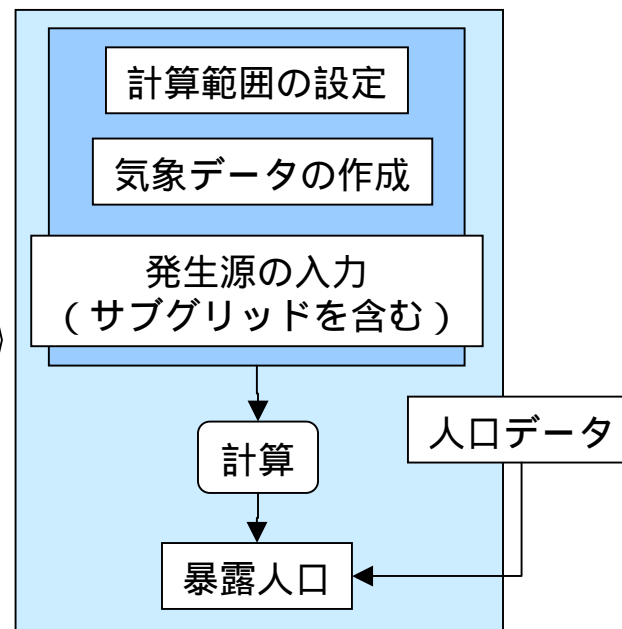 計算範囲の設定
気象データの作成
発生源の入力
（サブグリッドを含む）
計算
人口データ
暴露人口